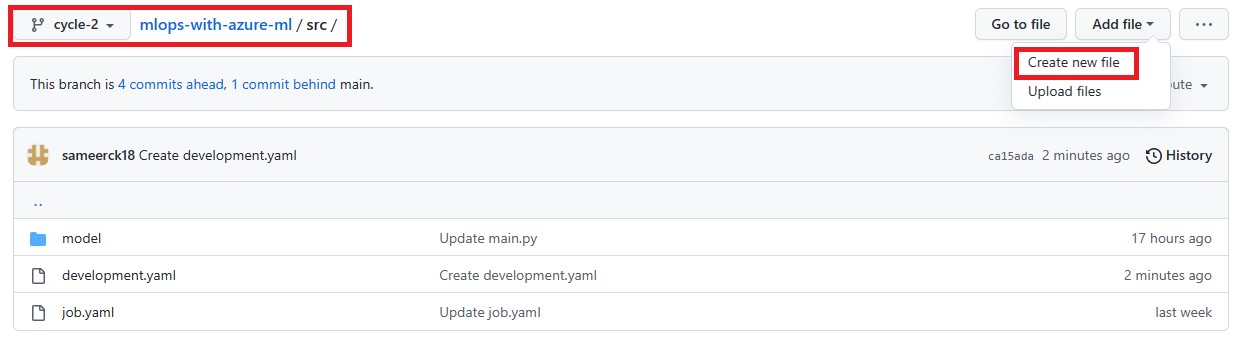 cycle-2 mlops-with-azure-ml / src / Go to file Add file ...
Create new file
This branch is 4 commits ahead, 1 commit behind main.
Upload files
sameerck18 Create development.yaml ca15ada 2 minutes ago History
..
model Update main.py 17 hours ago
development.yaml Create development.yaml 2 minutes ago
job.yaml Update job.yaml last week